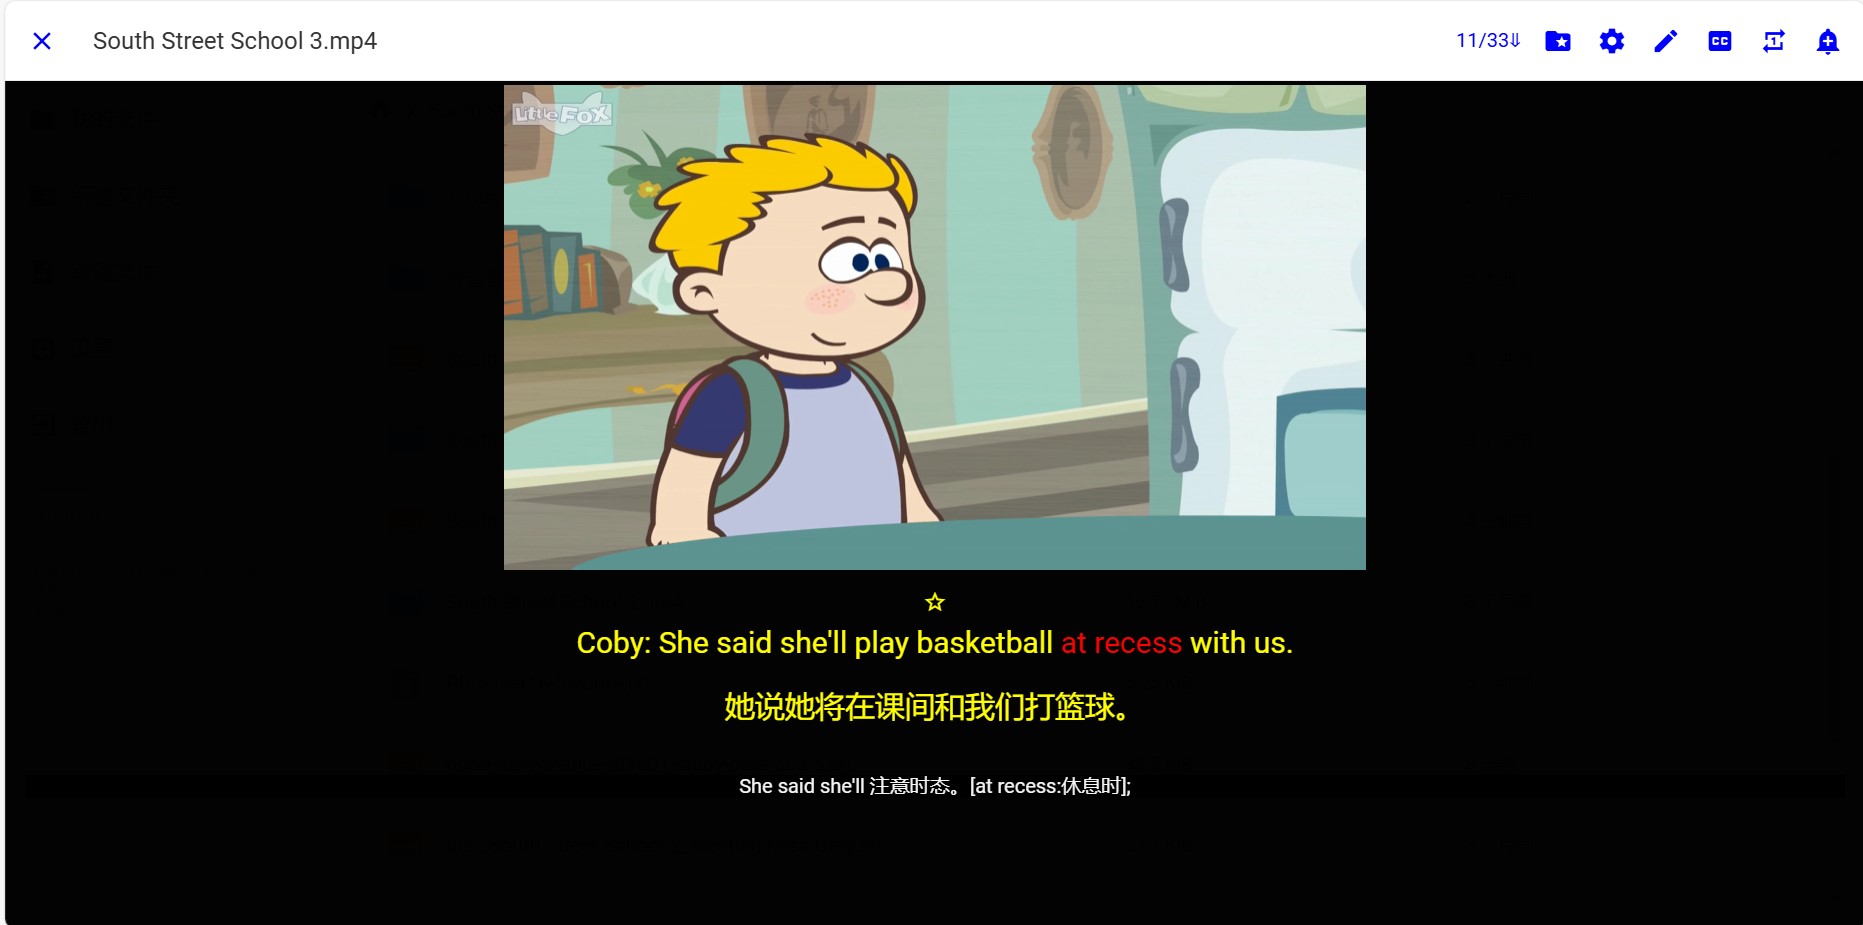 South Street School 3.mp4
11/33⇓
CC
1
Little Fox
Coby: She said she'll play basketball at recess with us.
她说她将在课间和我们打篮球。
She said she'll 注意时态。[at recess:休息时];